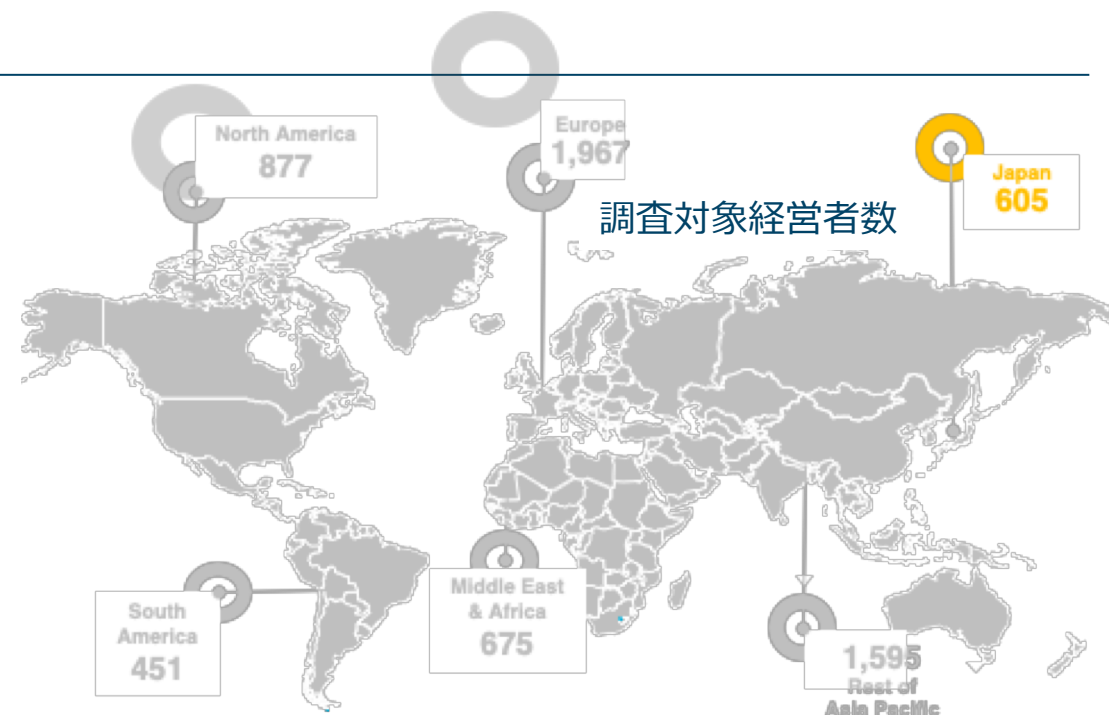 North America
877
Europe
1,967
Japan
605
調査対象経営者数
South
America
451
Middle East
& Africa
675
1,595
Rest of
Asia Pacific